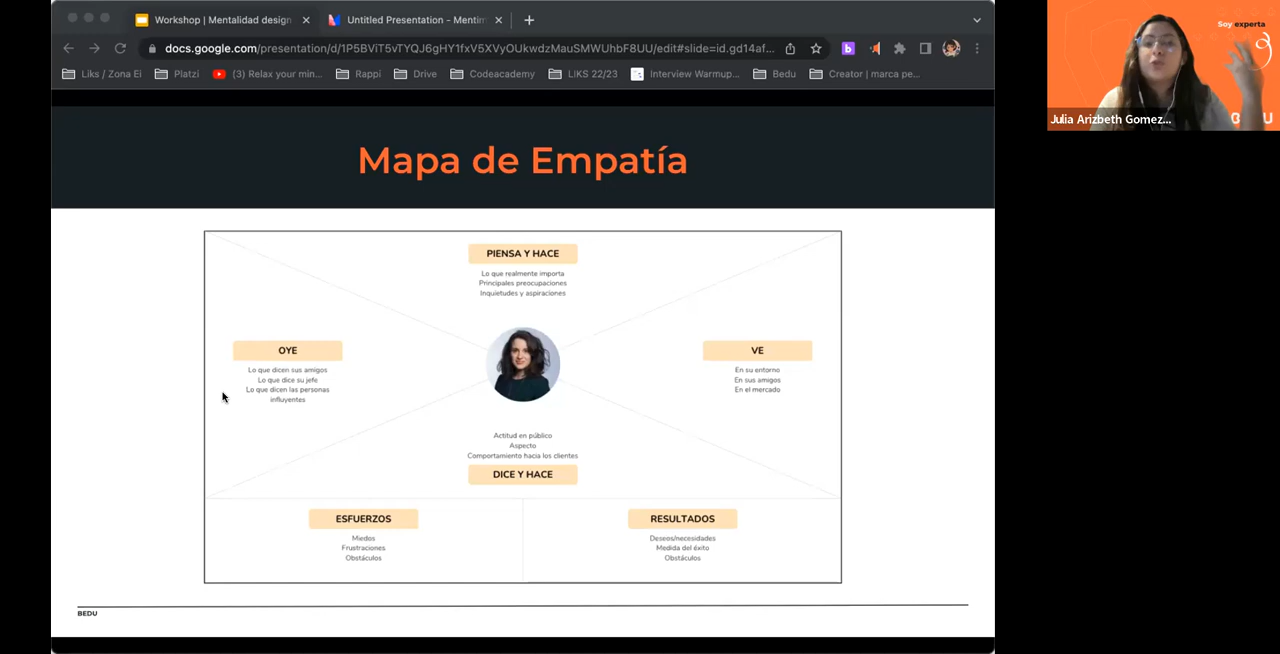 Workshop | Mentalidad design
Untitled Presentation - Mentim
docs.google.com/presentation/d/1P5BViT5vTYQJ6gHY1fxV5XVyOUkwdzMauSMWUhbF8UU/edit#slide=id.gd14af...
Liks / Zona Ei
Platzi
(3) Relax your min...
Rappi
Drive
Codeacademy
LIKS 22/23
Interview Warmup...
Bedu
Creator | marca pe...
Soy experta
Julia Arizbeth Gomez...
Mapa de Empatía
PIENSA Y HACE
Lo que realmente importa
Principales preocupaciones
Inquietudes y aspiraciones
OYE
Lo que dicen sus amigos
Lo que dice su jefe
Lo que dicen las personas
influyentes
VE
En su entorno
En sus amigos
En el mercado
Actitud en público
Aspecto
Comportamiento hacia los clientes
DICE Y HACE
ESFUERZOS
Miedos
Frustraciones
Obstáculos
RESULTADOS
Deseos/necesidades
Medida del éxito
Obstáculos
BEDU